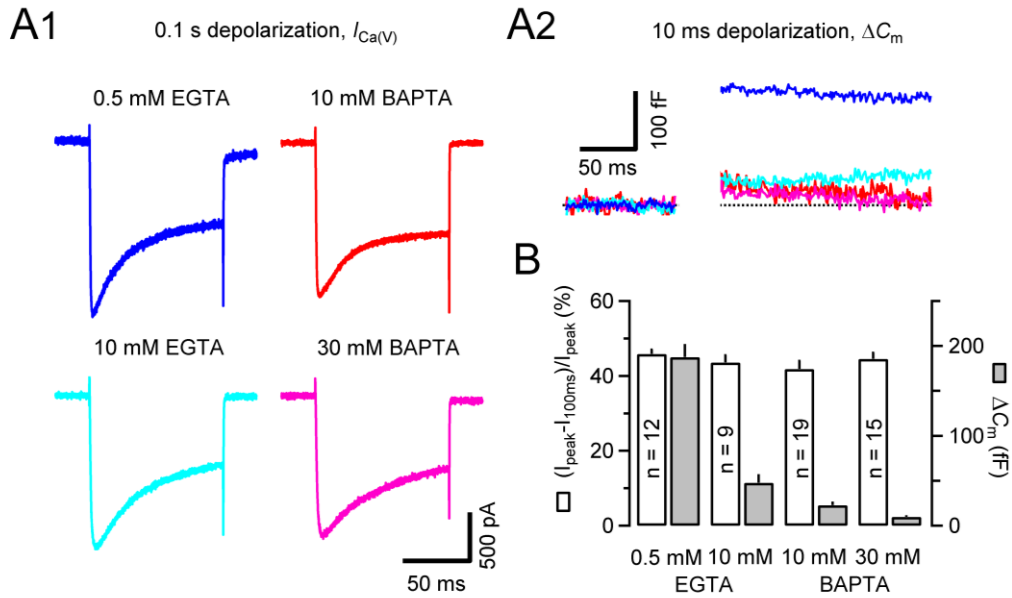 A1
0.1 s depolarization, I_Ca(V)
0.5 mM EGTA
10 mM BAPTA
10 mM EGTA
30 mM BAPTA
500 pA
50 ms
A2
10 ms depolarization, ΔC_m
100 fF
50 ms
B
(I_peak-I_100ms)/I_peak (%)
60
40
20
0
n = 12
n = 9
n = 19
n = 15
200
100
0
ΔC_m (fF)
0.5 mM 10 mM 10 mM 30 mM
EGTA BAPTA